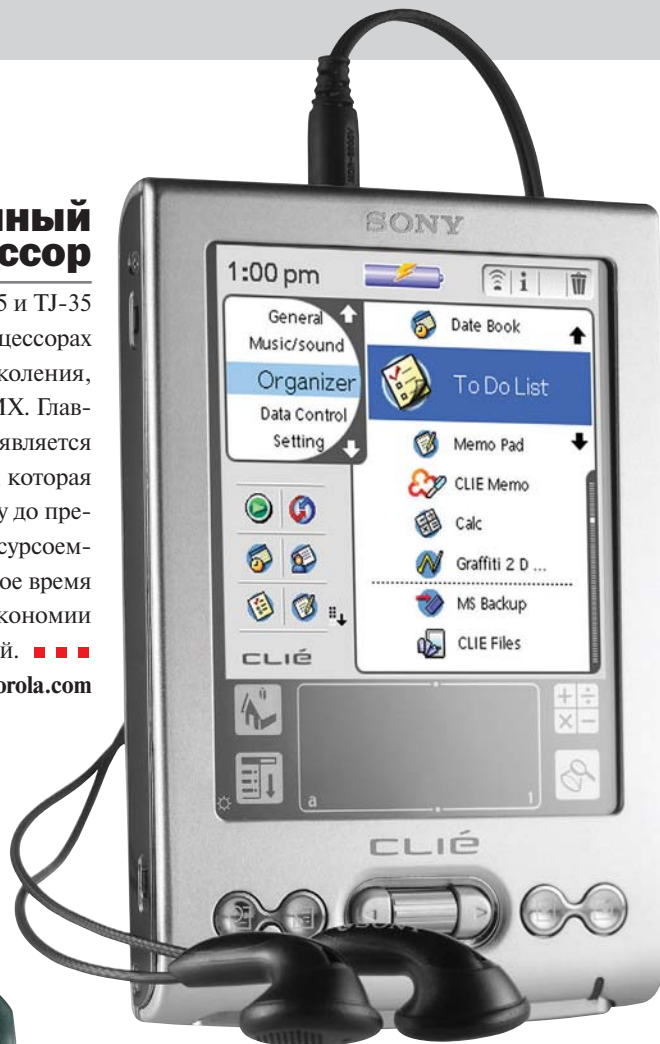 нный
ссор
5 и TJ-35
цессорах
коления,
MX. Глав-
является
которая
у до пре-
сурсоем-
ое время
кономии
й.
orola.com
SONY
1:00 pm
General
Music/sound
Organizer
Data Control
Setting
Date Book
To Do List
Memo Pad
CLIE Memo
Calc
Graffiti 2 D ...
MS Backup
CLIE Files
CLIÉ
a
1
CLIÉ
SONY